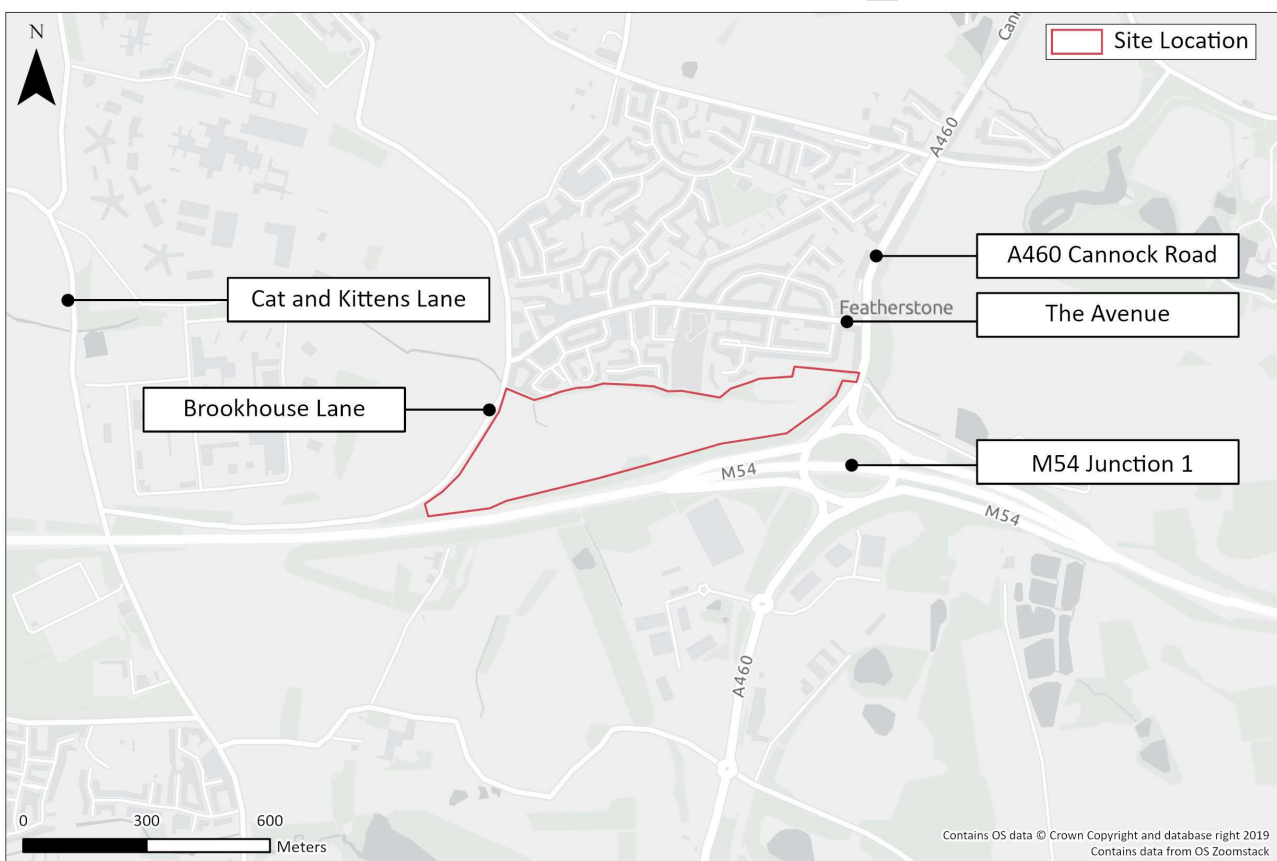 N
Site Location
Cann
A460
A460 Cannock Road
Cat and Kittens Lane
Featherstone
The Avenue
Brookhouse Lane
M54
M54 Junction 1
M54
A460
0 300 600
Meters
Contains OS data © Crown Copyright and database right 2019
Contains data from OS Zoomstack